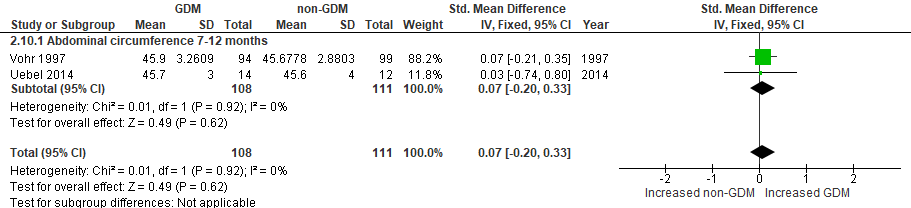 GDM non-GDM Std. Mean Difference Std. Mean Difference
Study or Subgroup Mean SD Total Mean SD Total Weight IV, Fixed, 95% CI Year IV, Fixed, 95% CI
2.10.1 Abdominal circumference 7-12 months
Vohr 1997 45.9 3.2609 94 45.6778 2.8803 99 88.2% 0.07 [-0.21, 0.35] 1997
Uebel 2014 45.7 3 14 45.6 4 12 11.8% 0.03 [-0.74, 0.80] 2014
Subtotal (95% CI) 108 111 100.0% 0.07 [-0.20, 0.33]
Heterogeneity: Chi² = 0.01, df = 1 (P = 0.92); I² = 0%
Test for overall effect: Z = 0.49 (P = 0.62)
Total (95% CI) 108 111 100.0% 0.07 [-0.20, 0.33]
Heterogeneity: Chi² = 0.01, df = 1 (P = 0.92); I² = 0%
Test for overall effect: Z = 0.49 (P = 0.62)
Test for subgroup differences: Not applicable
-2 -1 0 1 2
Increased non-GDM Increased GDM